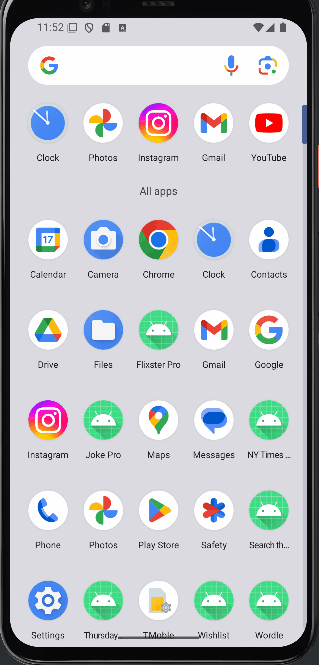 11:52
Clock Photos Instagram Gmail YouTube
All apps
17
Calendar Camera Chrome Clock Contacts
Drive Files Flixster Pro Gmail Google
Instagram Joke Pro Maps Messages NY Times ...
Phone Photos Play Store Safety Search th...
Settings Thursday... TMobile Wishlist Wordle